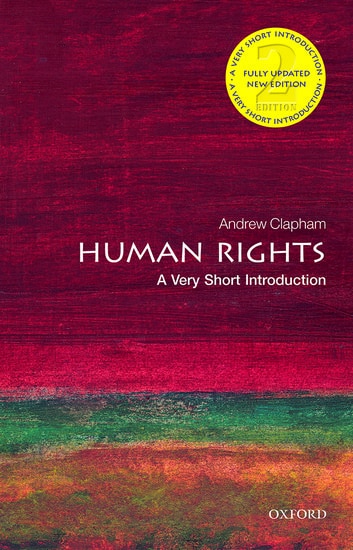 · A VERY SHORT INTRODUCTION ·
FULLY UPDATED
NEW EDITION
2
EDITION
A VERY SHORT INTRODUCTION
Andrew Clapham
HUMAN RIGHTS
A Very Short Introduction
OXFORD